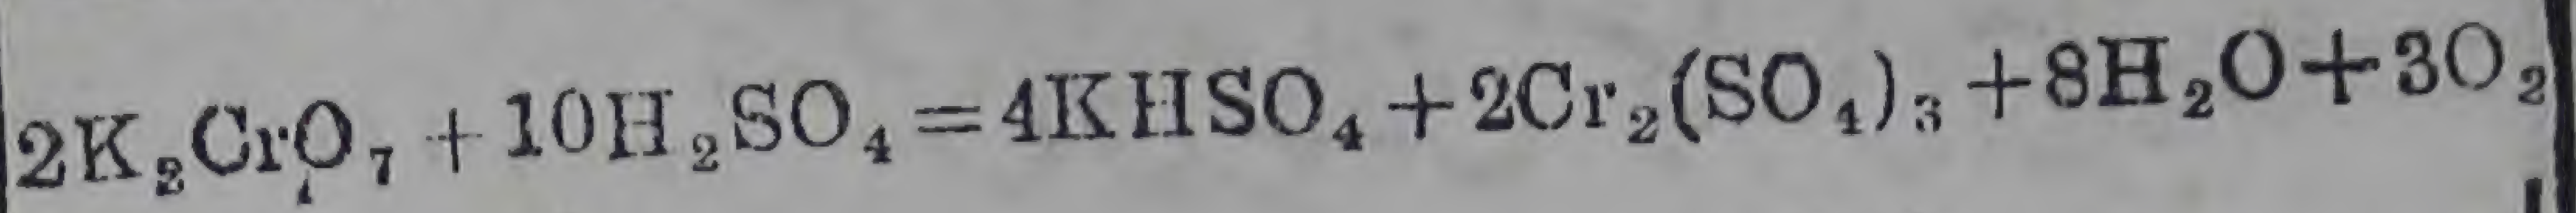 2K₂CrO₇ + 10H₂SO₄ = 4KHSO₄ + 2Cr₂(SO₄)₃ + 8H₂O + 3O₂